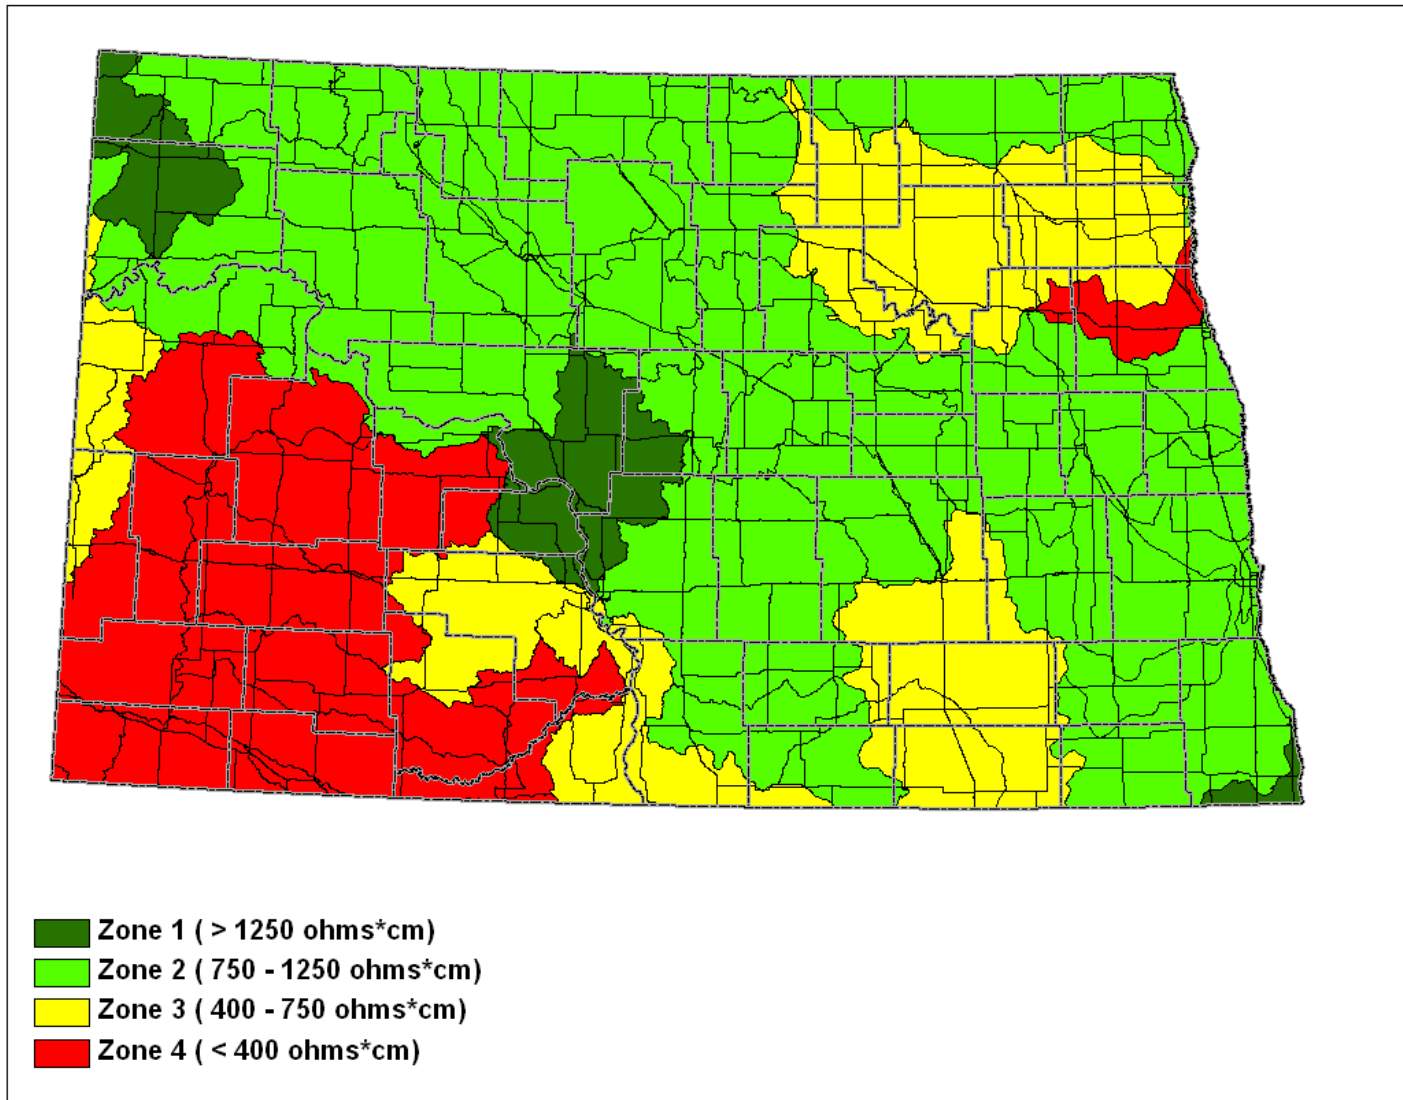 Zone 1 ( > 1250 ohms*cm)
Zone 2 ( 750 - 1250 ohms*cm)
Zone 3 ( 400 - 750 ohms*cm)
Zone 4 ( < 400 ohms*cm)